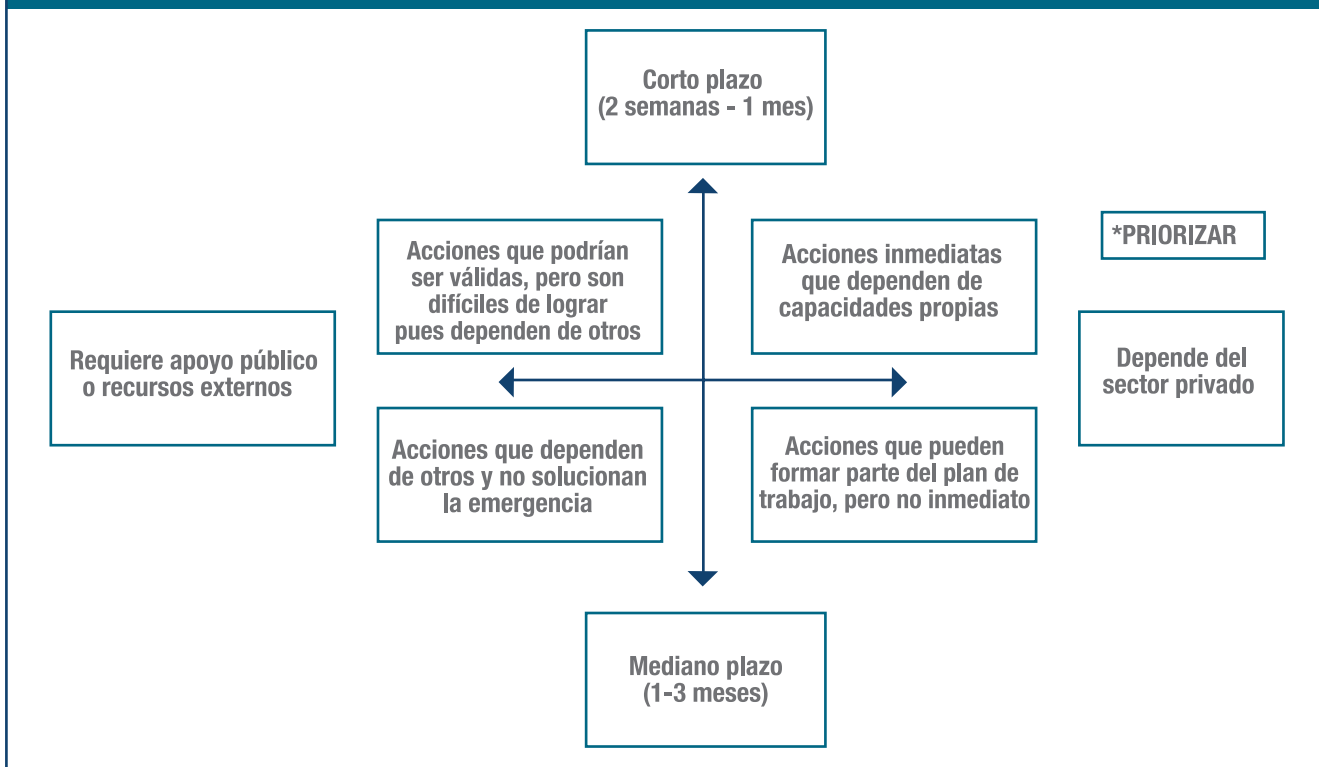 Corto plazo
(2 semanas - 1 mes)
Acciones que podrían
ser válidas, pero son
difíciles de lograr
pues dependen de otros
Acciones inmediatas
que dependen de
capacidades propias
*PRIORIZAR
Requiere apoyo público
o recursos externos
Depende del
sector privado
Acciones que dependen
de otros y no solucionan
la emergencia
Acciones que pueden
formar parte del plan de
trabajo, pero no inmediato
Mediano plazo
(1-3 meses)